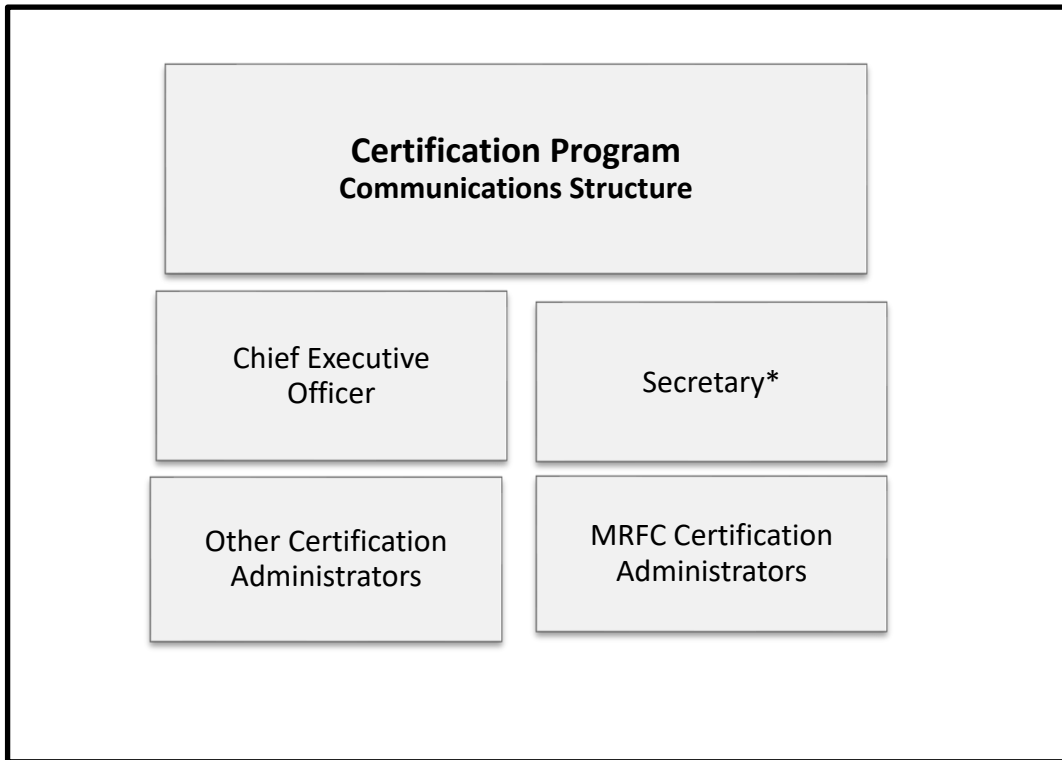 Certification Program
Communications Structure
Chief Executive
Officer
Secretary*
Other Certification
Administrators
MRFC Certification
Administrators